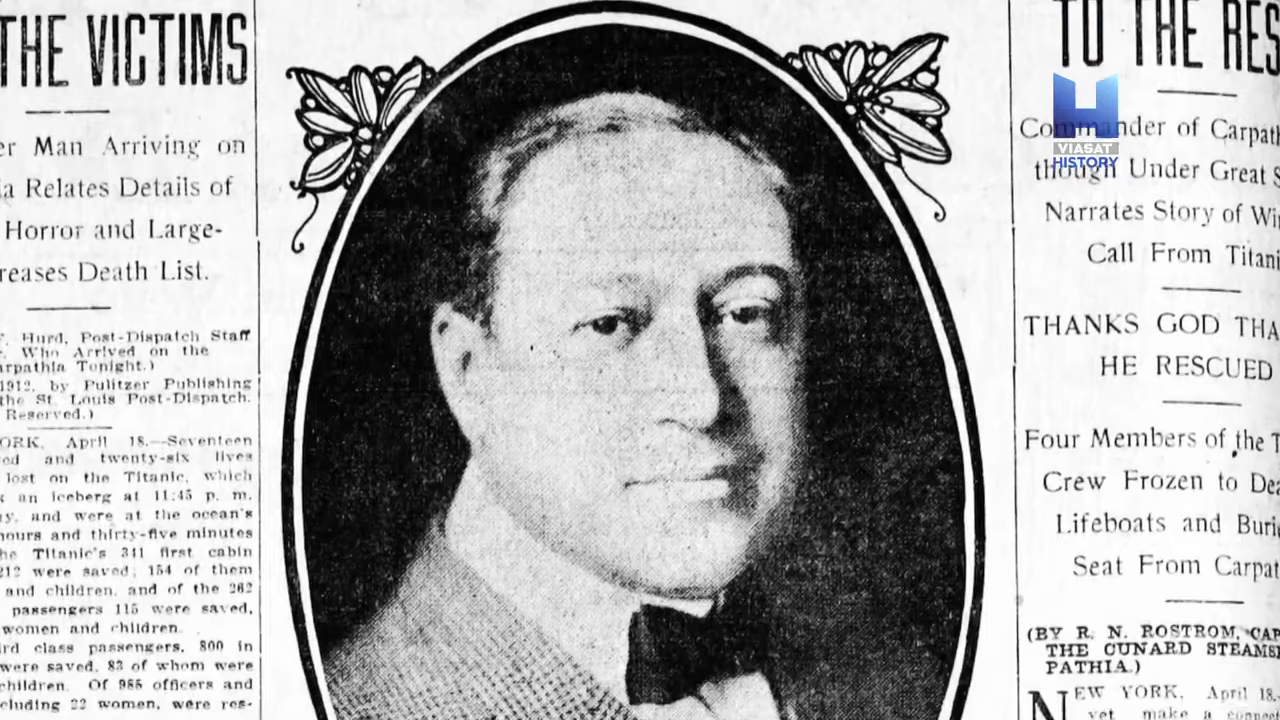 THE VICTIMS
er Man Arriving on
ia Relates Details of
Horror and Large-
reases Death List.
Hurd, Post-Dispatch Staff
Who Arrived on the
arpathia Tonight.)
1912, by Pulitzer Publishing
the St. Louis Post-Dispatch.
Reserved.)
ORK, April 18.—Seventeen
ed and twenty-six lives
lost on the Titanic, which
k an iceberg at 11:45 p. m.
ay, and were at the ocean's
hours and thirty-five minutes
he Titanic's 311 first cabin
212 were saved; 154 of them
and children, and of the 262
passengers 115 were saved,
women and children.
ird class passengers, 800 in
were saved, 83 of whom were
children. Of 985 officers and
cluding 22 women, were res-
TO THE RES
Commander of Carpath
though Under Great S
Narrates Story of Wi
Call From Titani
THANKS GOD THA
HE RESCUED
Four Members of the T
Crew Frozen to De
Lifeboats and Buri
Seat From Carpat
(BY R. N. ROSTROM, CAP
THE CUNARD STEAMS
PATHIA.)
NEW YORK, April 18.
yet make a connec
VIASAT
HISTORY